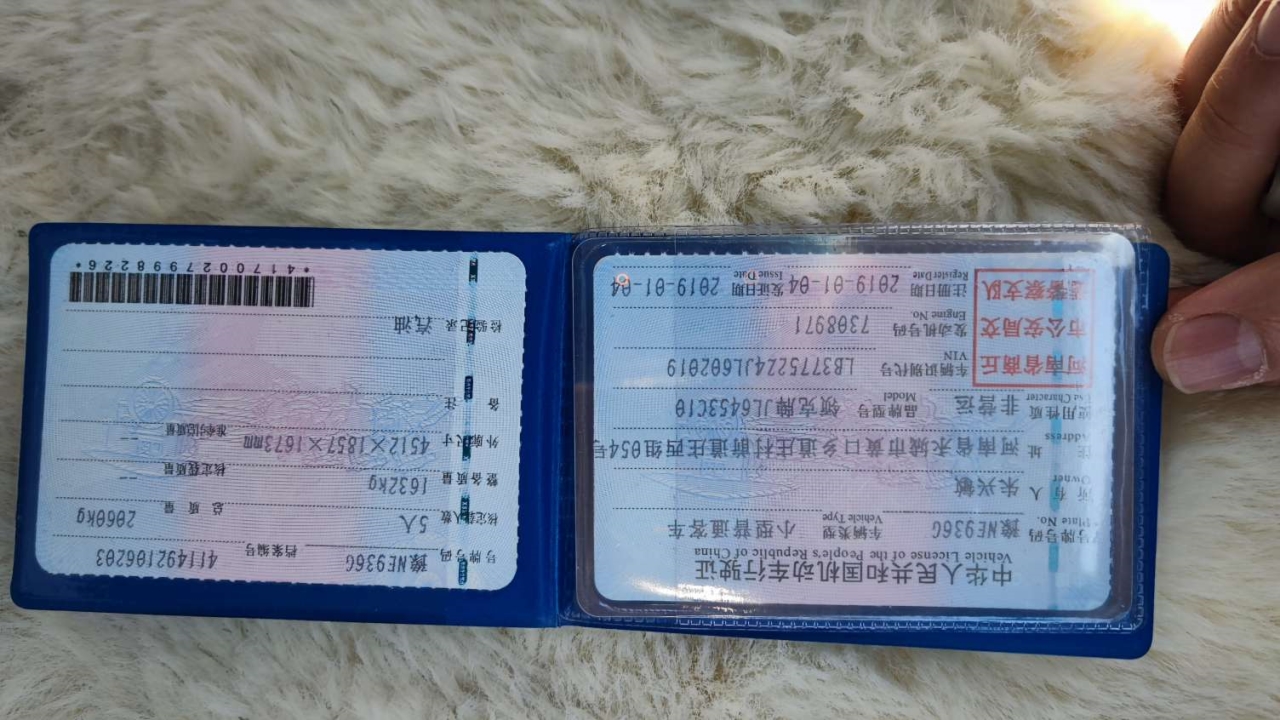 中华人民共和国机动车行驶证
Vehicle License of the People's Republic of China
号牌号码 豫NE936G 车辆类型 小型普通客车
Plate No. Vehicle Type
所有人 朱兴敏
Owner
住址 河南省永城市黄口乡道庄村前道庄西组054号
Address
使用性质 非营运 品牌型号 领克牌JL6453C10
Use Character Model
车辆识别代号 LB37752Z4JL602019
VIN
发动机号码 7308971
Engine No.
注册日期 2019-01-04 发证日期 2019-01-04
Register Date Issue Date
河南省商丘
市公安局交
通警察支队
号牌号码 豫NE936G 档案编号 411492106203
核定载人数 5人 总质量 2060kg
整备质量 1632kg 核定载质量 --
外廓尺寸 4512×1857×1673mm 准牵引总质量 --
备注
检验记录 汽油
*4170027998226*